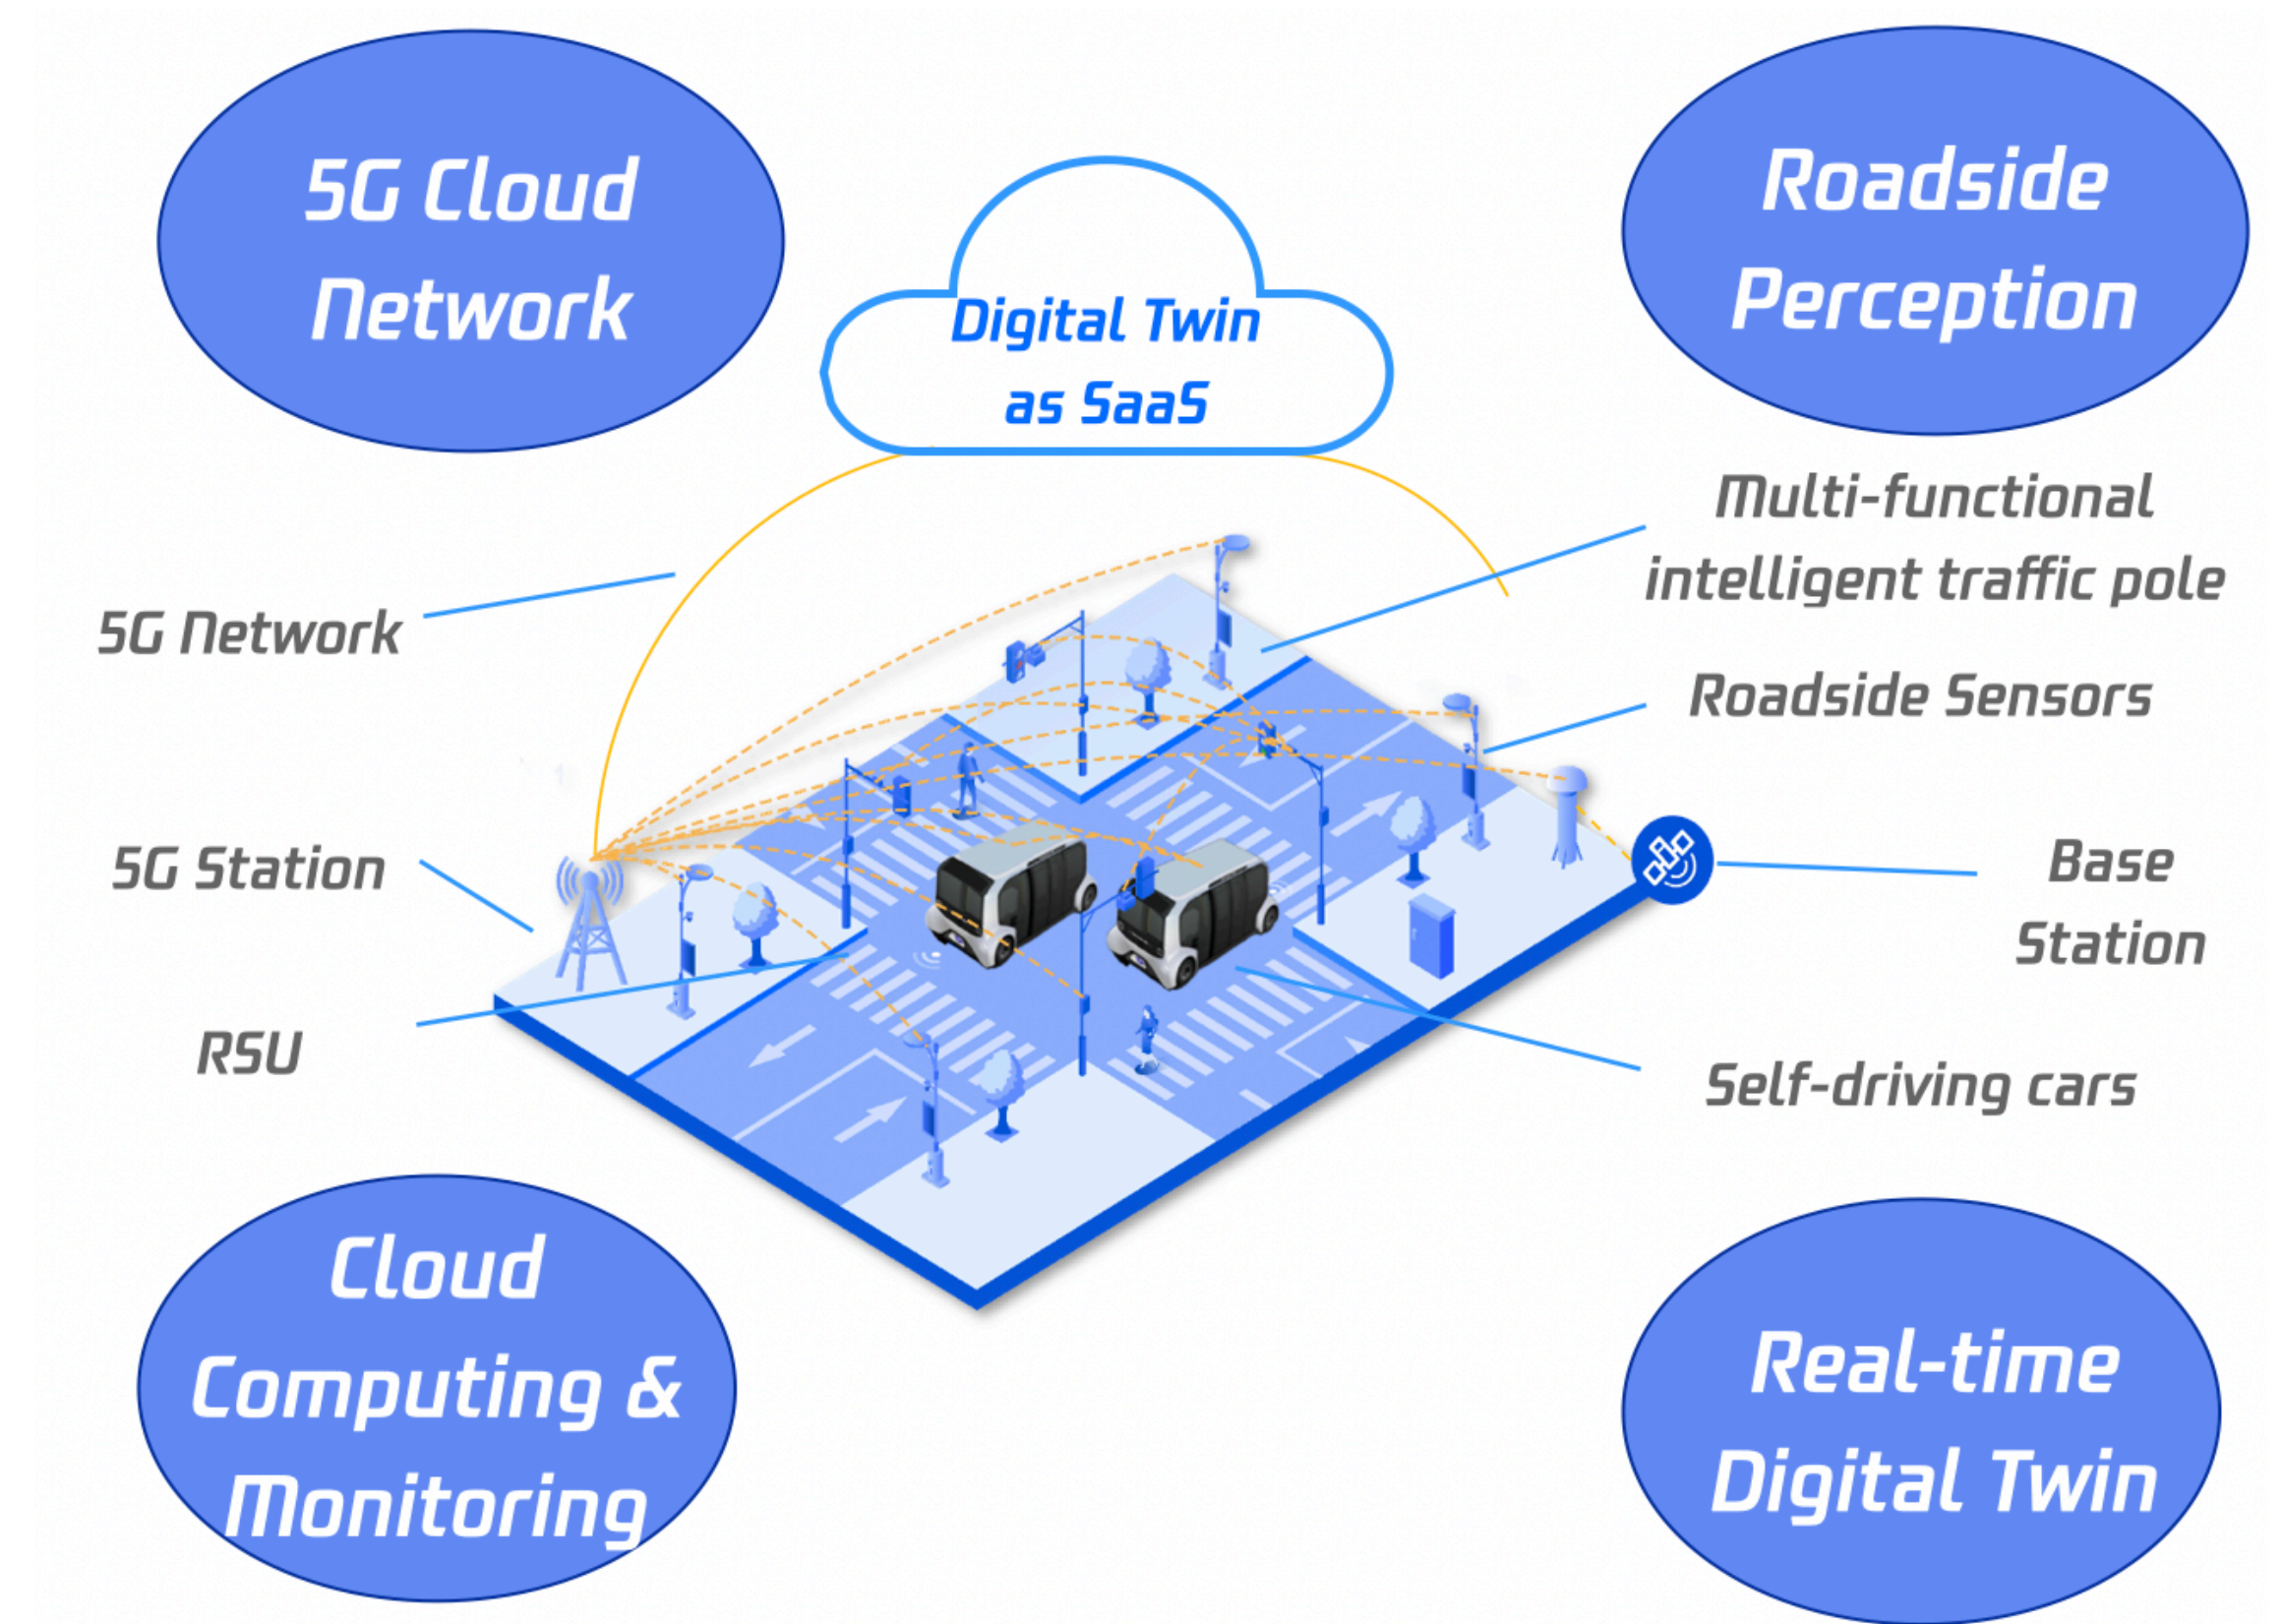 5G Cloud
Network
Roadside
Perception
Digital Twin
as SaaS
Multi-functional
intelligent traffic pole
5G Network
Roadside Sensors
5G Station
Base
Station
RSU
Self-driving cars
Cloud
Computing &
Monitoring
Real-time
Digital Twin